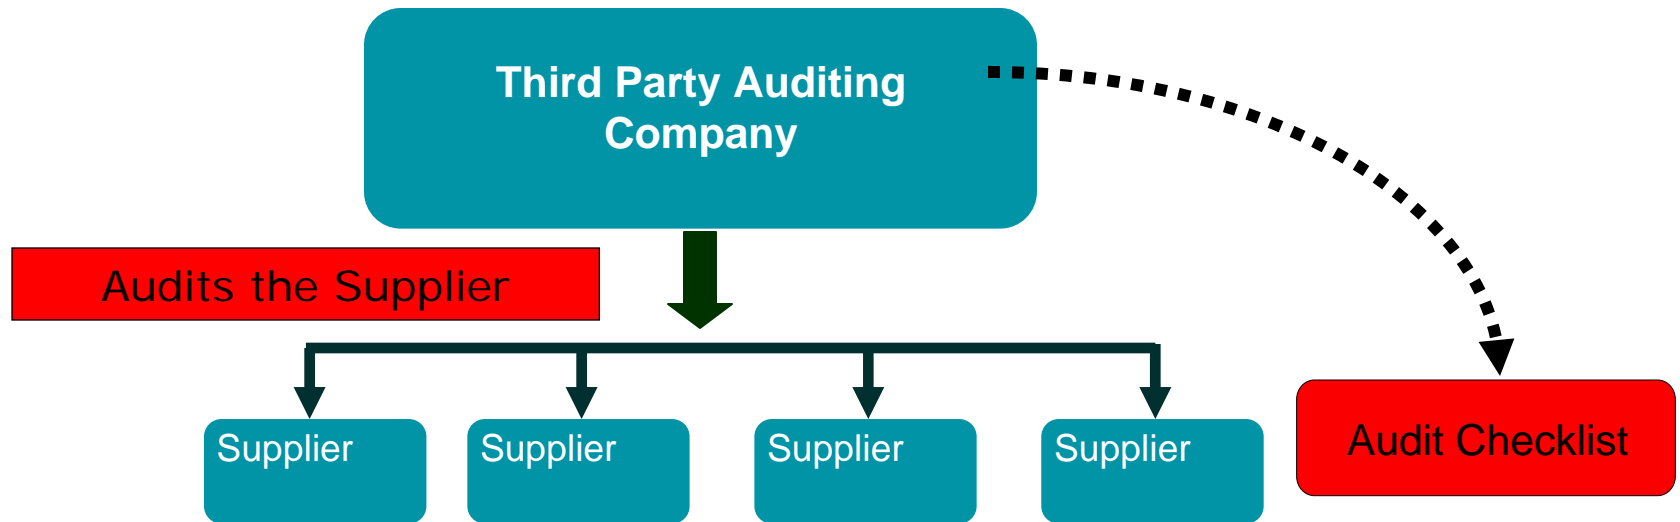 Third Party Auditing
Company
Audits the Supplier
Supplier
Supplier
Supplier
Supplier
Audit Checklist